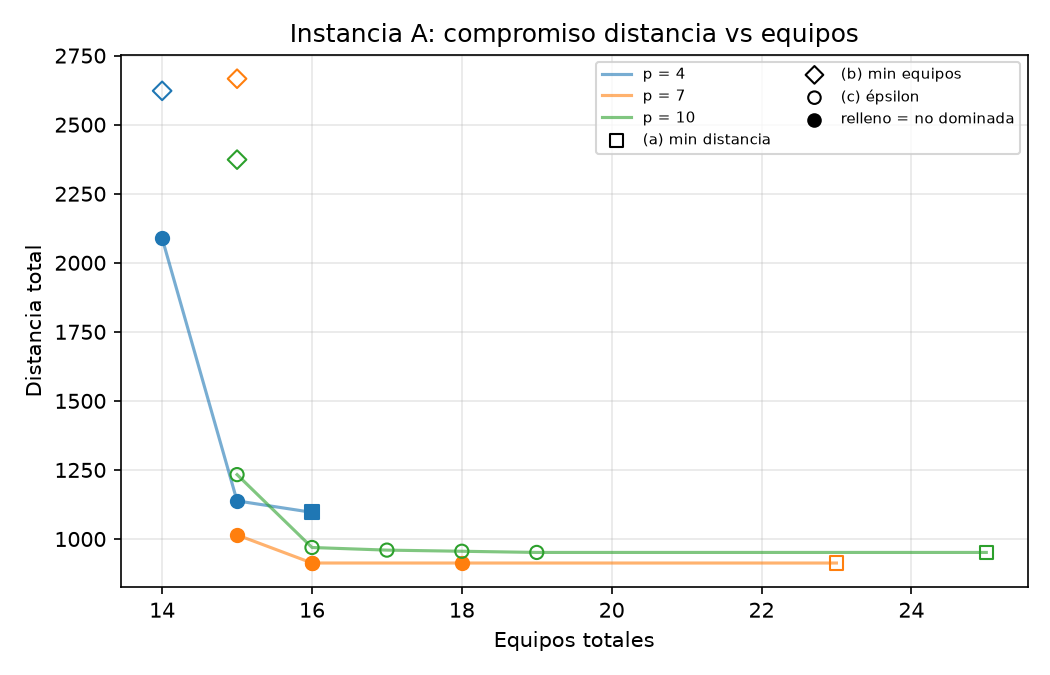 Instancia A: compromiso distancia vs equipos
2750
2500
2250
2000
1750
1500
1250
1000
Distancia total
p = 4
p = 7
p = 10
(a) min distancia
(b) min equipos
(c) épsilon
relleno = no dominada
14
16
18
20
22
24
Equipos totales